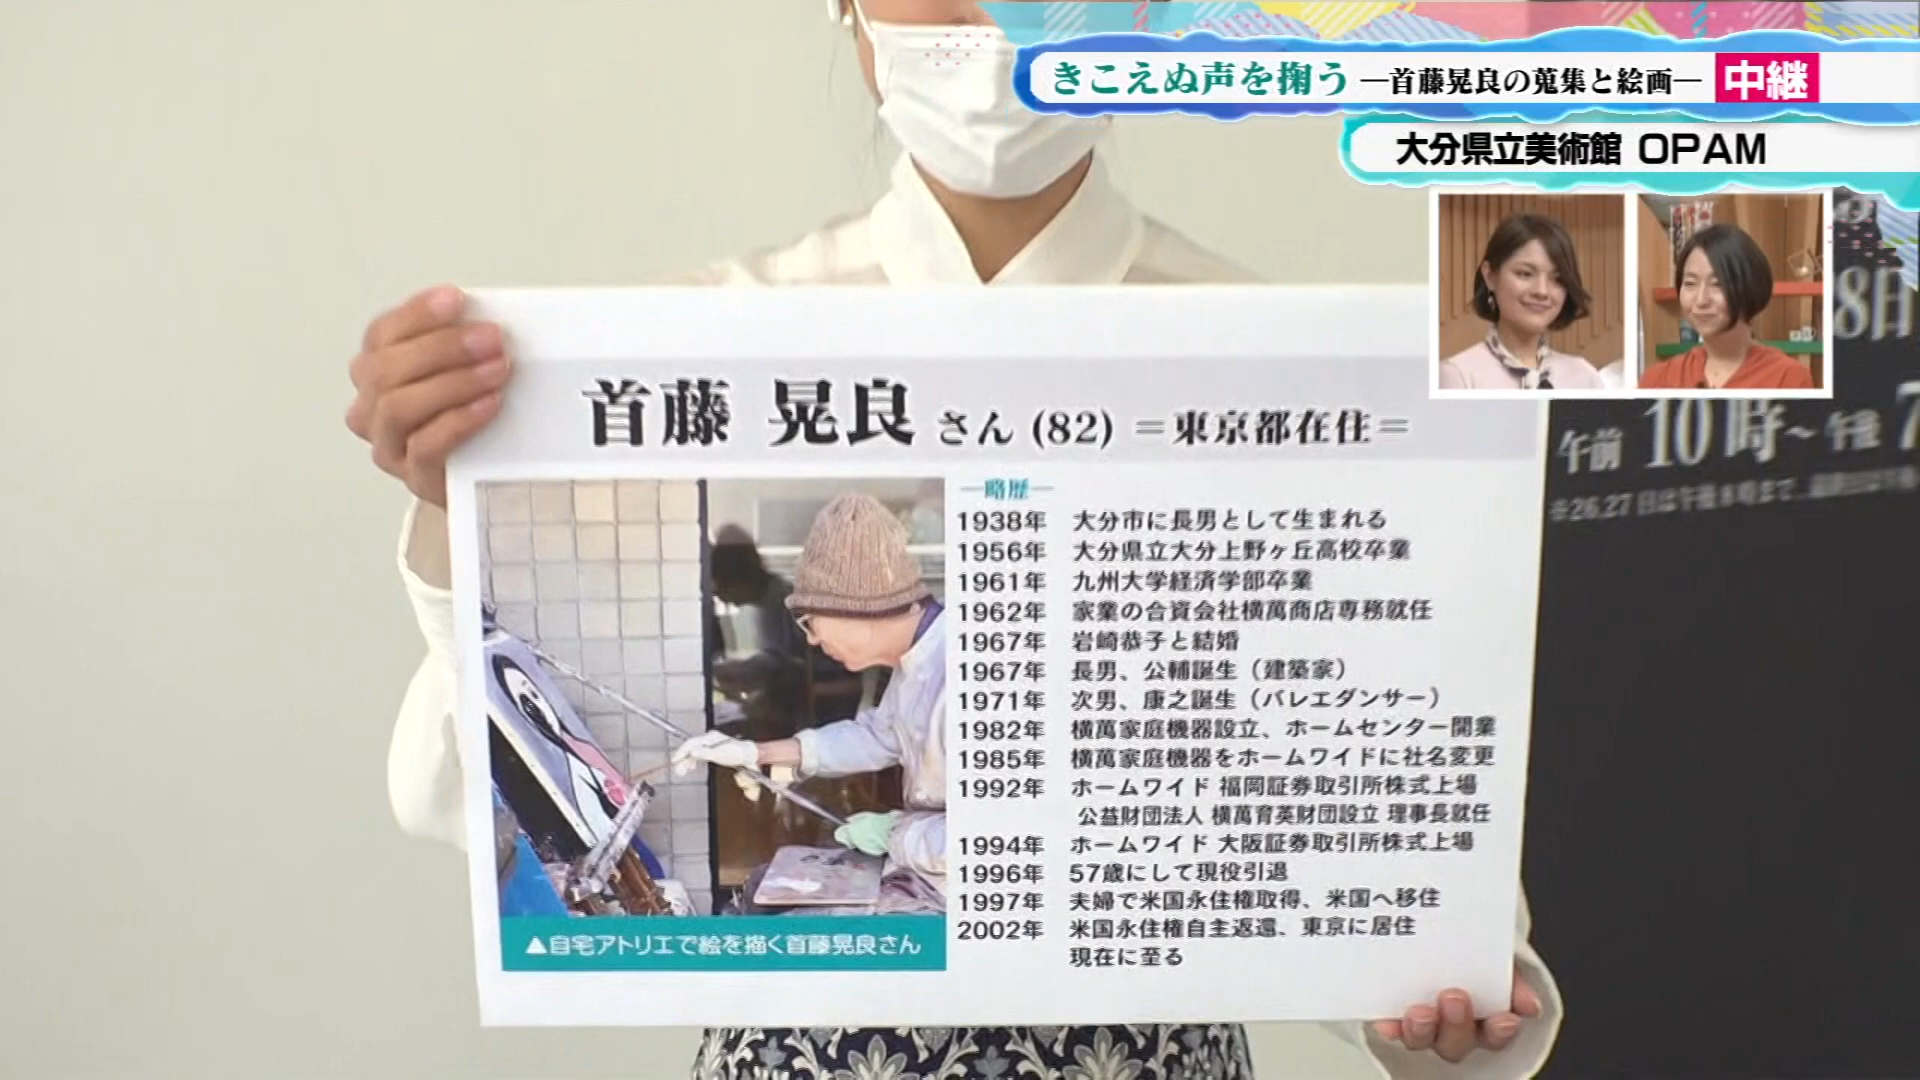 きこえぬ声を掬う ―首藤晃良の蒐集と絵画― 中継
大分県立美術館 OPAM
8日
午前 10時~午後 7
※26,27日は午後8時まで、
首藤 晃良 さん (82) =東京都在住=
―略歴―
1938年 大分市に長男として生まれる
1956年 大分県立大分上野ヶ丘高校卒業
1961年 九州大学経済学部卒業
1962年 家業の合資会社横萬商店専務就任
1967年 岩崎恭子と結婚
1967年 長男、公輔誕生(建築家)
1971年 次男、康之誕生(バレエダンサー)
1982年 横萬家庭機器設立、ホームセンター開業
1985年 横萬家庭機器をホームワイドに社名変更
1992年 ホームワイド 福岡証券取引所株式上場
公益財団法人 横萬育英財団設立 理事長就任
1994年 ホームワイド 大阪証券取引所株式上場
1996年 57歳にして現役引退
1997年 夫婦で米国永住権取得、米国へ移住
2002年 米国永住権自主返還、東京に居住
現在に至る
▲自宅アトリエで絵を描く首藤晃良さん